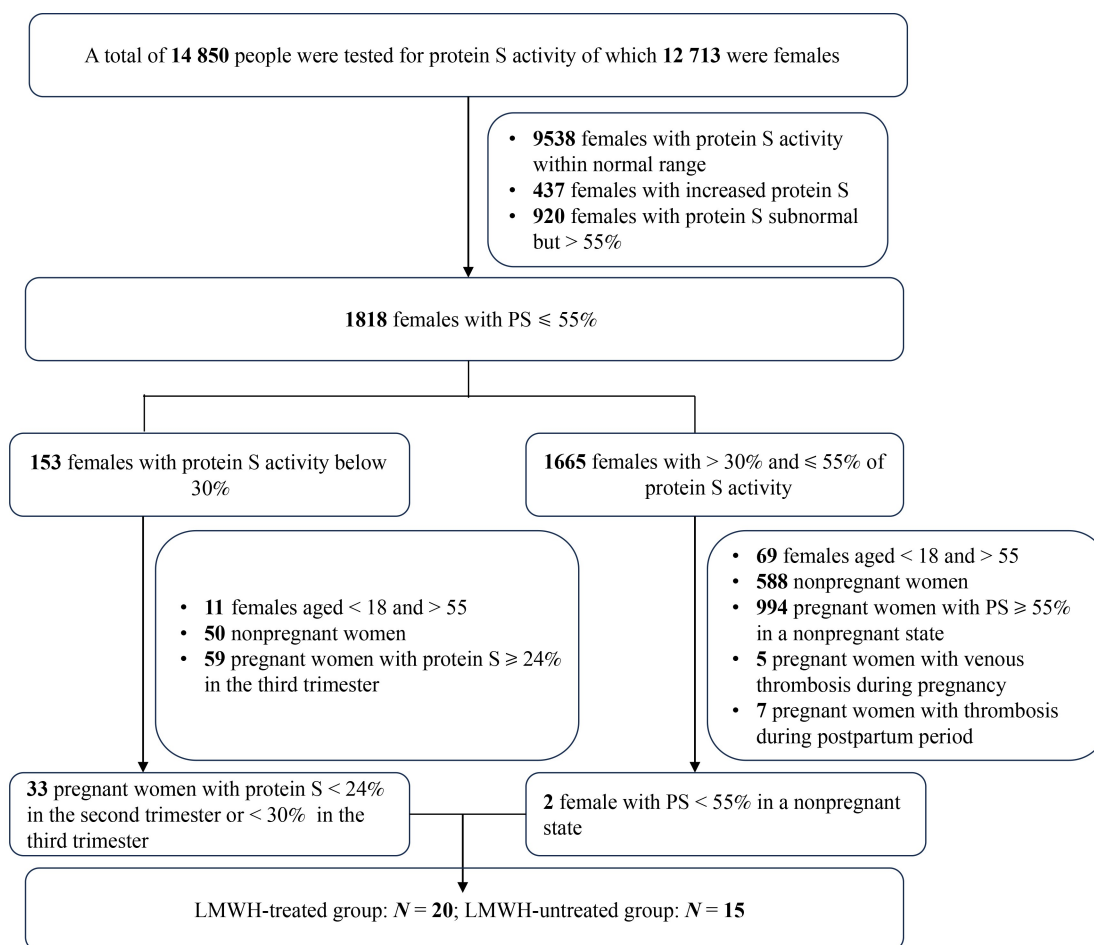 A total of 14 850 people were tested for protein S activity of which 12 713 were females
• 9538 females with protein S activity
within normal range
• 437 females with increased protein S
• 920 females with protein S subnormal
but > 55%
1818 females with PS ⩽ 55%
153 females with protein S activity below
30%
1665 females with > 30% and ⩽ 55% of
protein S activity
• 11 females aged < 18 and > 55
• 50 nonpregnant women
• 59 pregnant women with protein S ⩾ 24%
in the third trimester
• 69 females aged < 18 and > 55
• 588 nonpregnant women
• 994 pregnant women with PS ⩾ 55%
in a nonpregnant state
• 5 pregnant women with venous
thrombosis during pregnancy
• 7 pregnant women with thrombosis
during postpartum period
33 pregnant women with protein S < 24%
in the second trimester or < 30% in the
third trimester
2 female with PS < 55% in a nonpregnant
state
LMWH-treated group: N = 20; LMWH-untreated group: N = 15